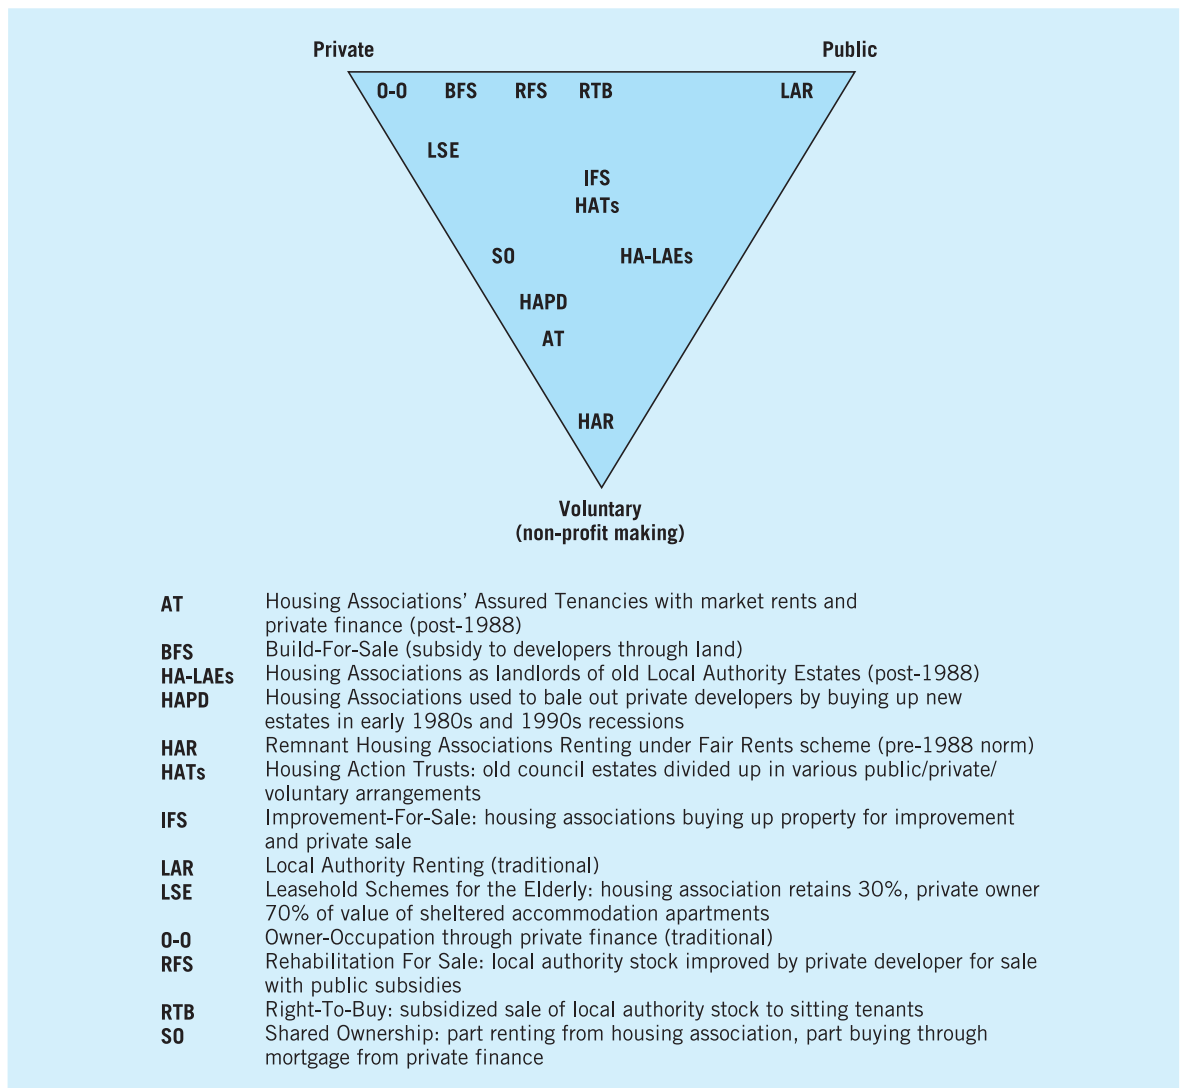 Private Public
O-O BFS RFS RTB LAR
LSE
IFS
HATs
SO HA-LAEs
HAPD
AT
HAR
Voluntary
(non-profit making)
AT Housing Associations' Assured Tenancies with market rents and
private finance (post-1988)
BFS Build-For-Sale (subsidy to developers through land)
HA-LAEs Housing Associations as landlords of old Local Authority Estates (post-1988)
HAPD Housing Associations used to bale out private developers by buying up new
estates in early 1980s and 1990s recessions
HAR Remnant Housing Associations Renting under Fair Rents scheme (pre-1988 norm)
HATs Housing Action Trusts: old council estates divided up in various public/private/
voluntary arrangements
IFS Improvement-For-Sale: housing associations buying up property for improvement
and private sale
LAR Local Authority Renting (traditional)
LSE Leasehold Schemes for the Elderly: housing association retains 30%, private owner
70% of value of sheltered accommodation apartments
O-O Owner-Occupation through private finance (traditional)
RFS Rehabilitation For Sale: local authority stock improved by private developer for sale
with public subsidies
RTB Right-To-Buy: subsidized sale of local authority stock to sitting tenants
SO Shared Ownership: part renting from housing association, part buying through
mortgage from private finance